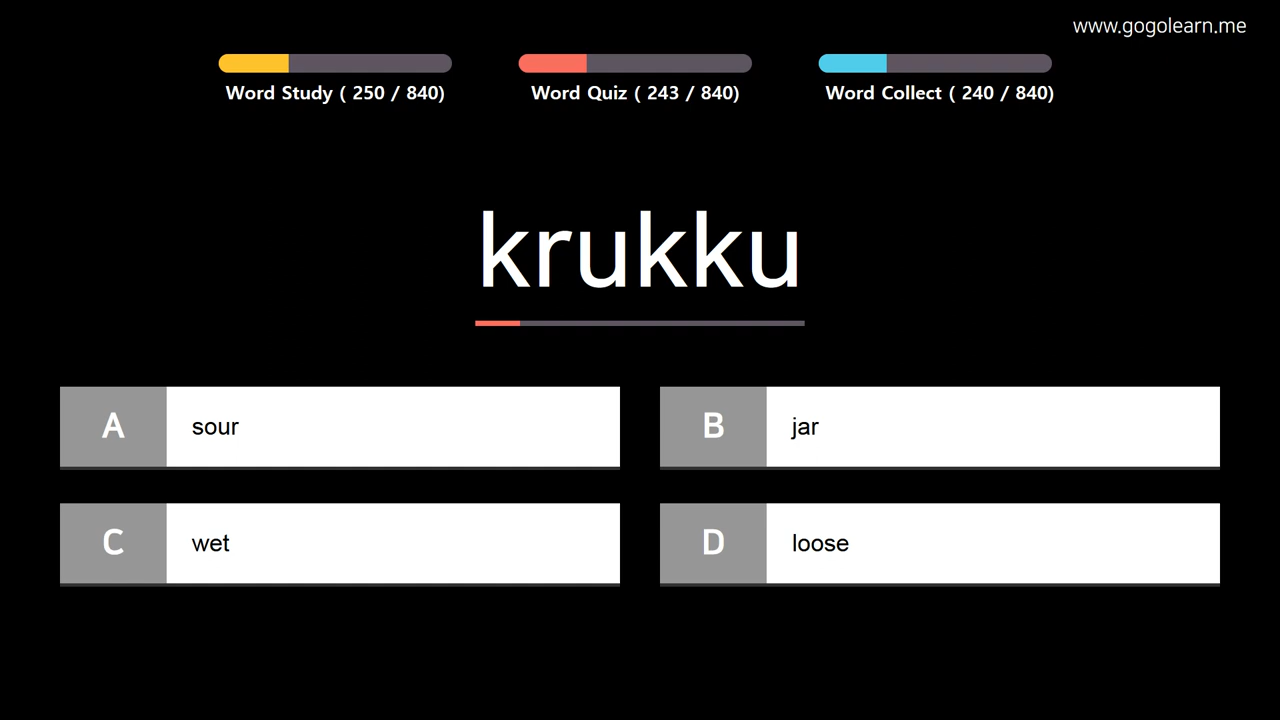 www.gogolearn.me
Word Study ( 250 / 840)
Word Quiz ( 243 / 840)
Word Collect ( 240 / 840)
krukku
A sour
B jar
C wet
D loose